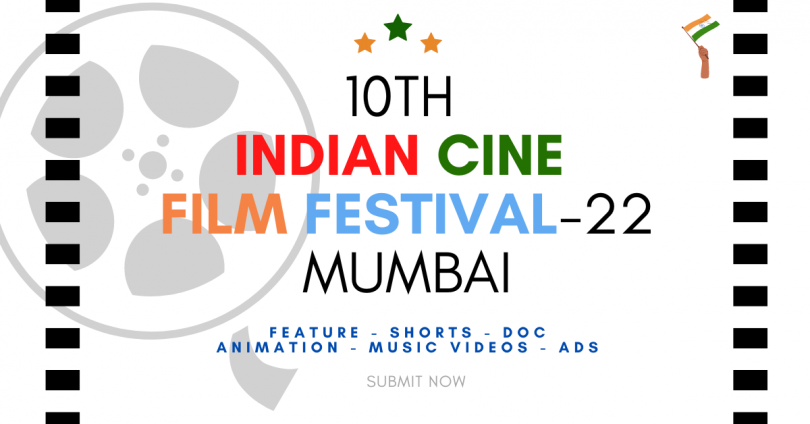 10TH
INDIAN CINE
FILM FESTIVAL-22
MUMBAI
FEATURE - SHORTS - DOC
ANIMATION - MUSIC VIDEOS - ADS
SUBMIT NOW